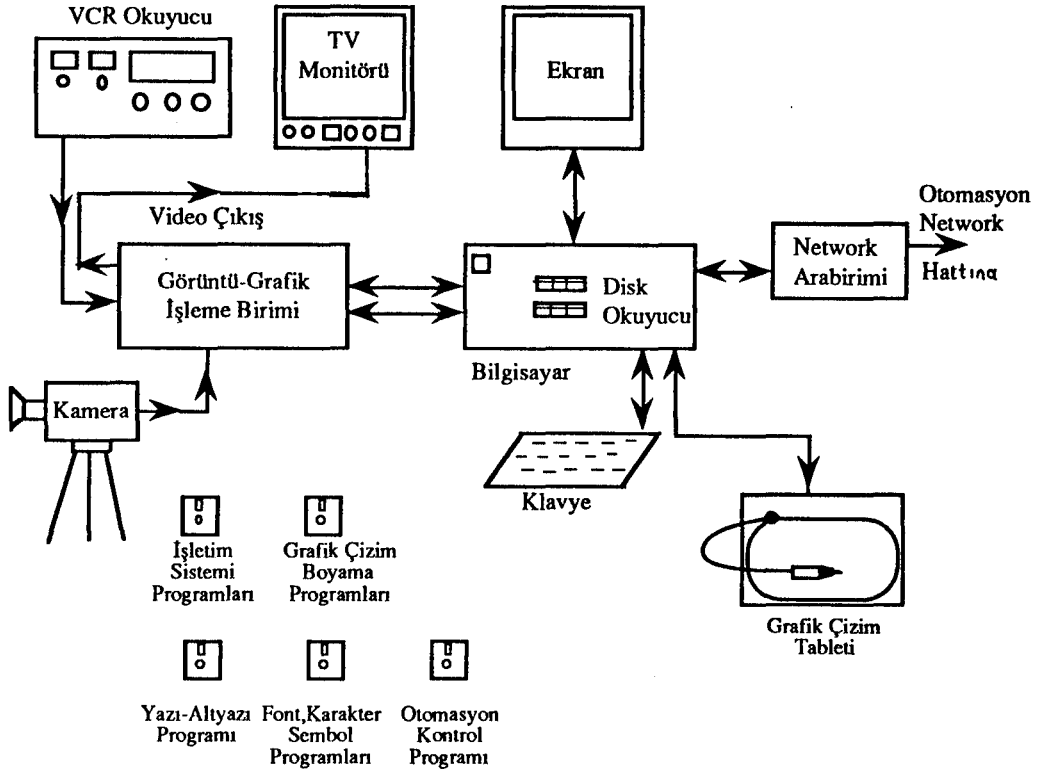 VCR Okuyucu
TV
Monitörü
Ekran
Video Çıkış
Otomasyon
Network
Hattına
Network
Arabirimi
Görüntü-Grafik
İşleme Birimi
Disk
Okuyucu
Bilgisayar
Kamera
Klavye
İşletim
Sistemi
Programları
Grafik Çizim
Boyama
Programları
Grafik Çizim
Tableti
Yazı-Altyazı
Programı
Font,Karakter
Sembol
Programları
Otomasyon
Kontrol
Programı